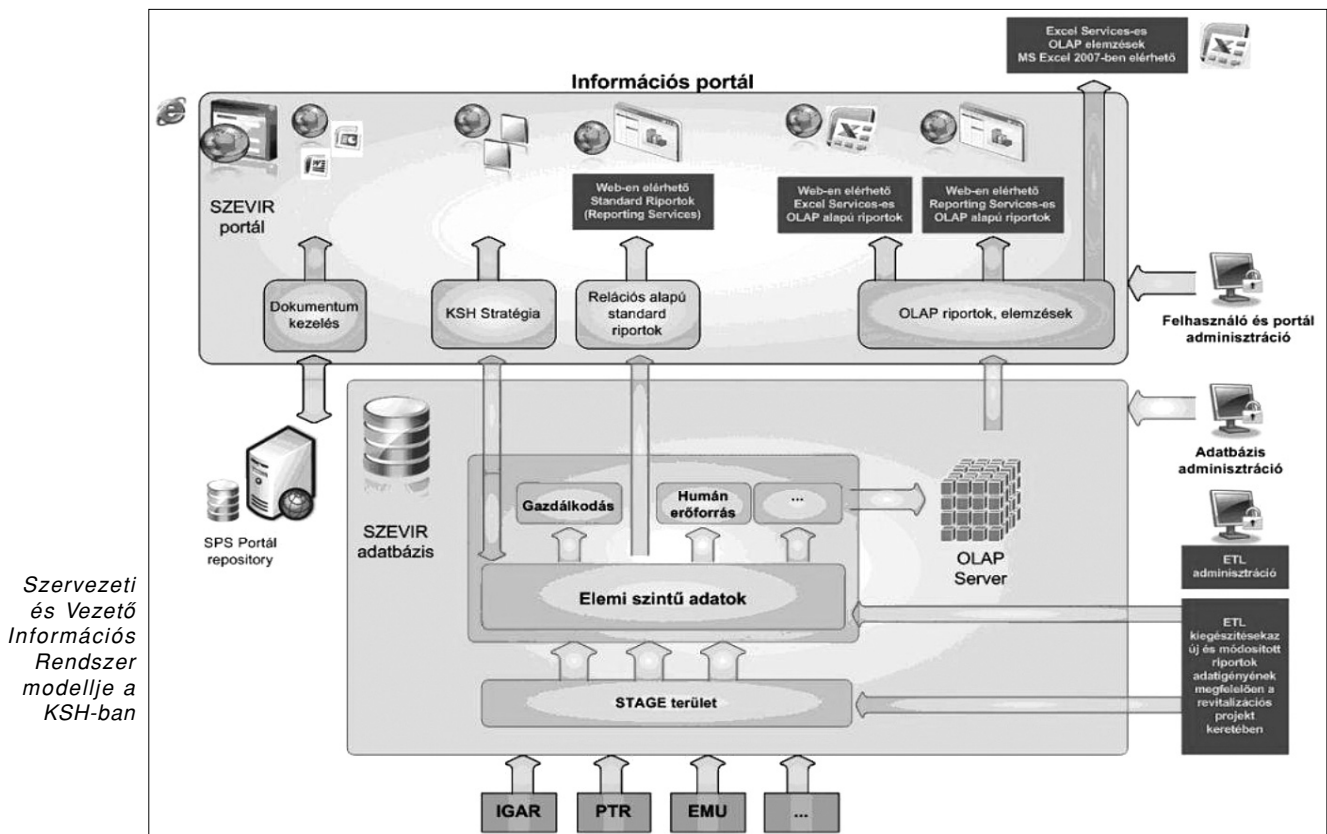 Excel Services-es
OLAP elemzések
MS Excel 2007-ben elérhető
Információs portál
SZEVIR
portál
Web-en elérhető
Standard Riportok
(Reporting Services)
Web-en elérhető
Excel Services-es
OLAP alapú riportok
Web-en elérhető
Reporting Services-es
OLAP alapú riportok
Dokumentum
kezelés
KSH Stratégia
Relációs alapú
standard
riportok
OLAP riportok, elemzések
Felhasználó és portál
adminisztráció
SPS Portál
repository
SZEVIR
adatbázis
Gazdálkodás
Humán
erőforrás
...
OLAP
Server
Adatbázis
adminisztráció
ETL
adminisztráció
Elemi szintű adatok
ETL
kiegészítésekaz
új és módosított
riportok
adatigényének
megfelelően a
revitalizációs
projekt
keretében
STAGE terület
IGAR
PTR
EMU
...
Szervezeti
és Vezető
Információs
Rendszer
modellje a
KSH-ban